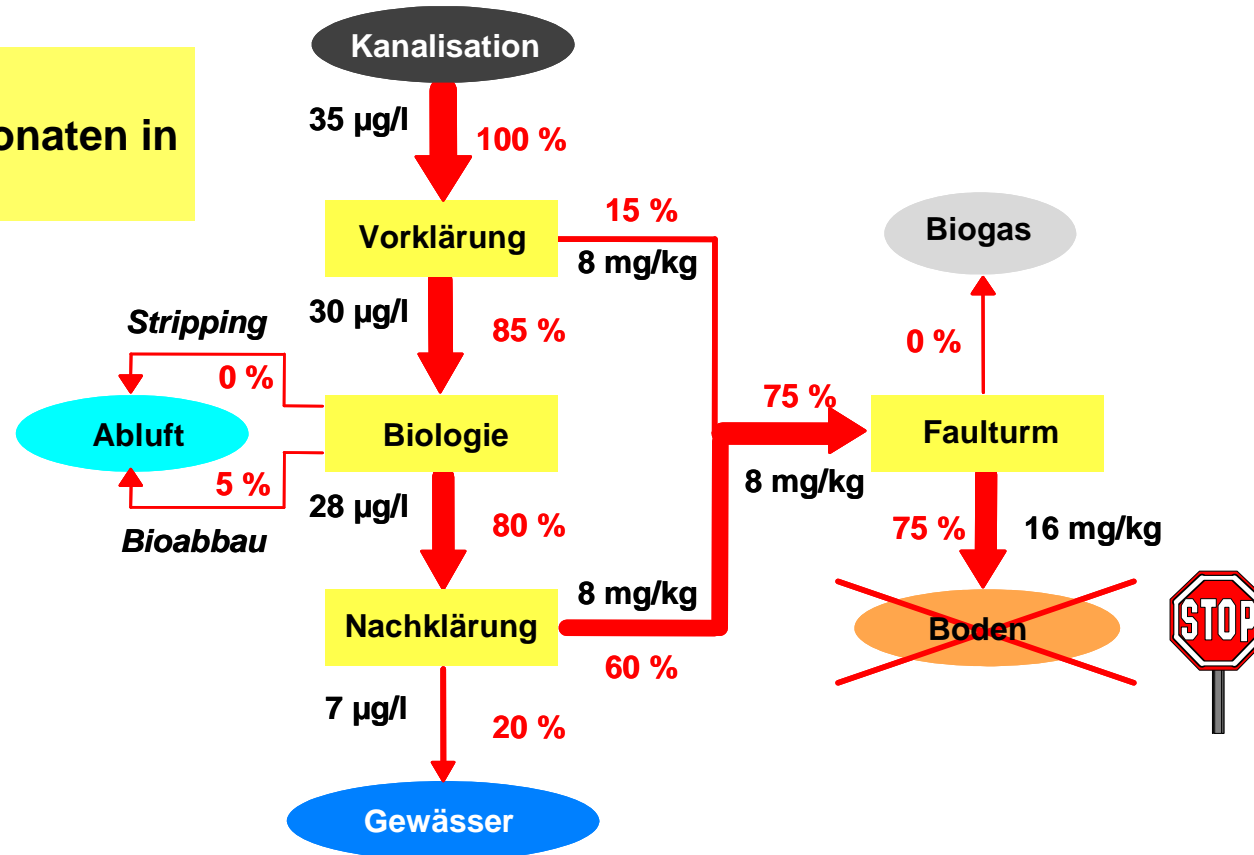 Kanalisation
onaten in
35 µg/l
100 %
15 %
Vorklärung
8 mg/kg
Biogas
30 µg/l
85 %
Stripping
0 %
0 %
75 %
Abluft
Biologie
Faulturm
5 %
8 mg/kg
28 µg/l
80 %
75 %
16 mg/kg
Bioabbau
8 mg/kg
Nachklärung
Boden
STOP
60 %
7 µg/l
20 %
Gewässer